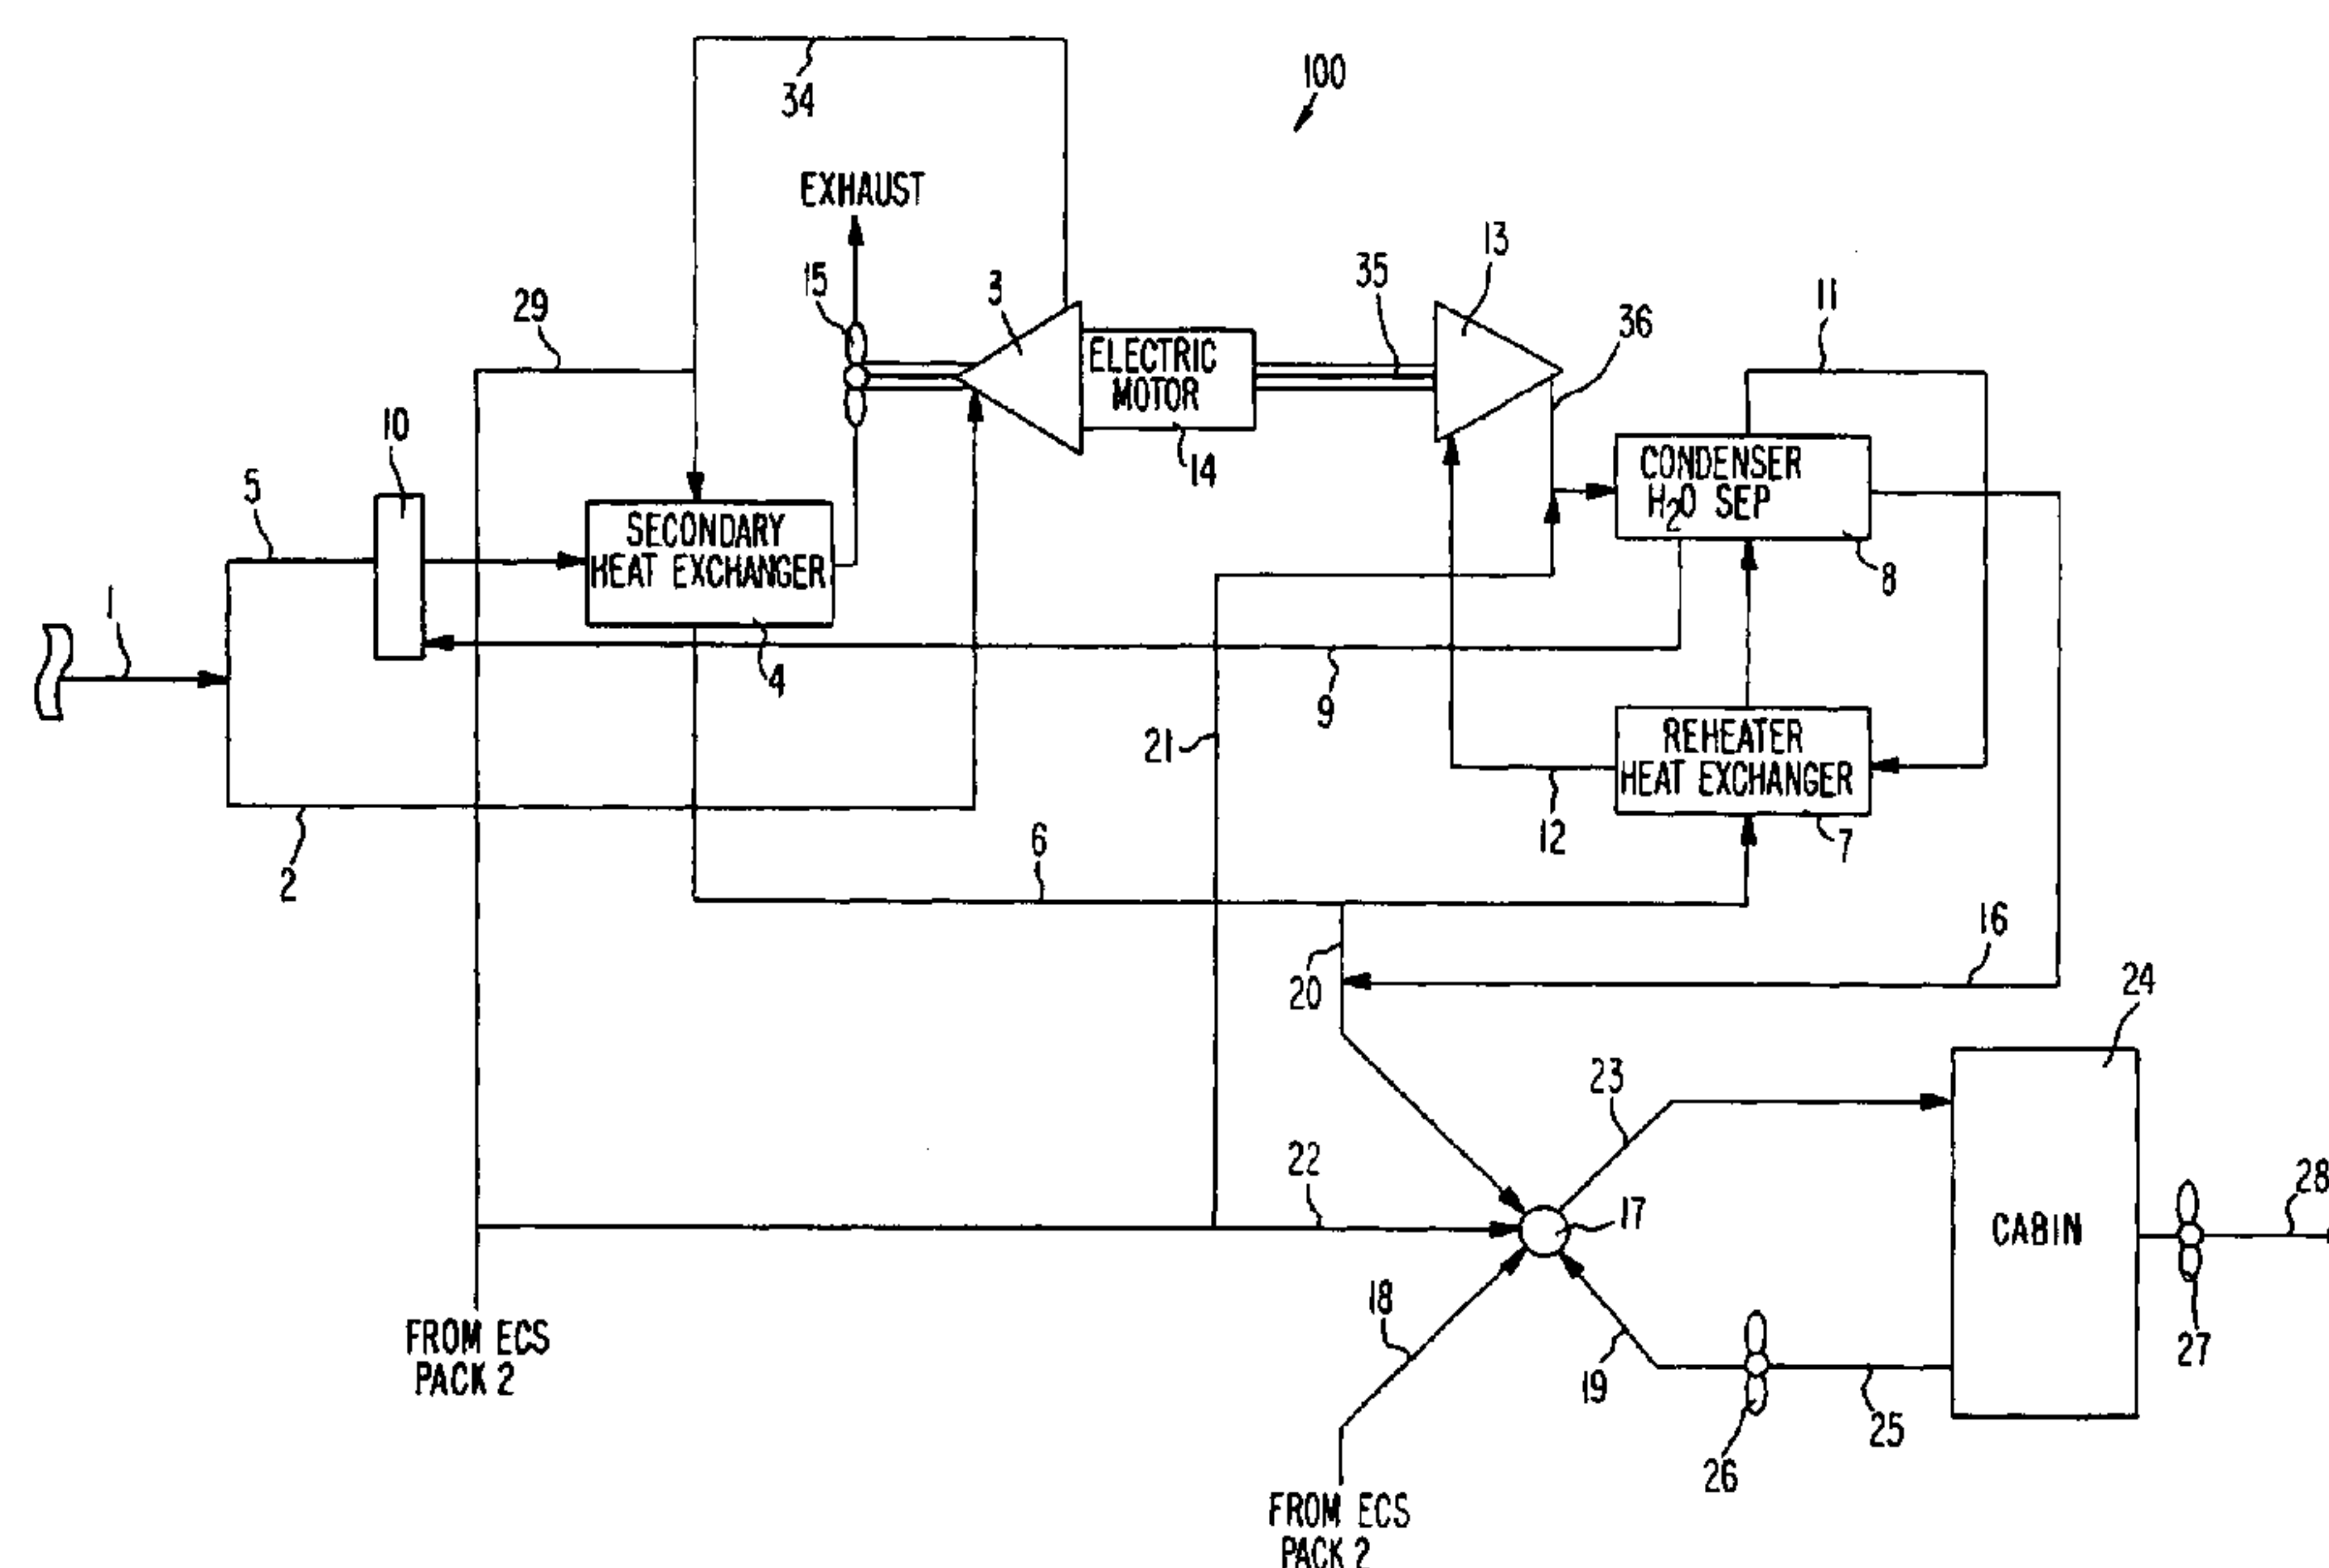 100
34
EXHAUST
15
3
29
10
5
1
2
ELECTRIC
MOTOR
14
35
13
36
11
CONDENSER
H2O SEP
8
SECONDARY
HEAT EXCHANGER
4
9
21
REHEATER
HEAT EXCHANGER
7
12
6
20
16
24
23
22
17
CABIN
28
27
18
19
26
25
FROM ECS
PACK 2
FROM ECS
PACK 2